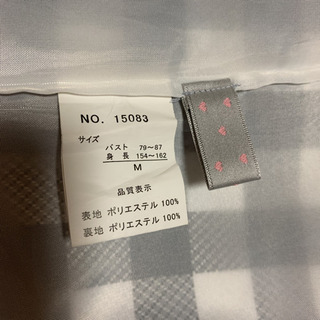 NO. 15083
サイズ
バスト 79〜87
身長 154〜162
M
品質表示
表地 ポリエステル 100%
裏地 ポリエステル 100%